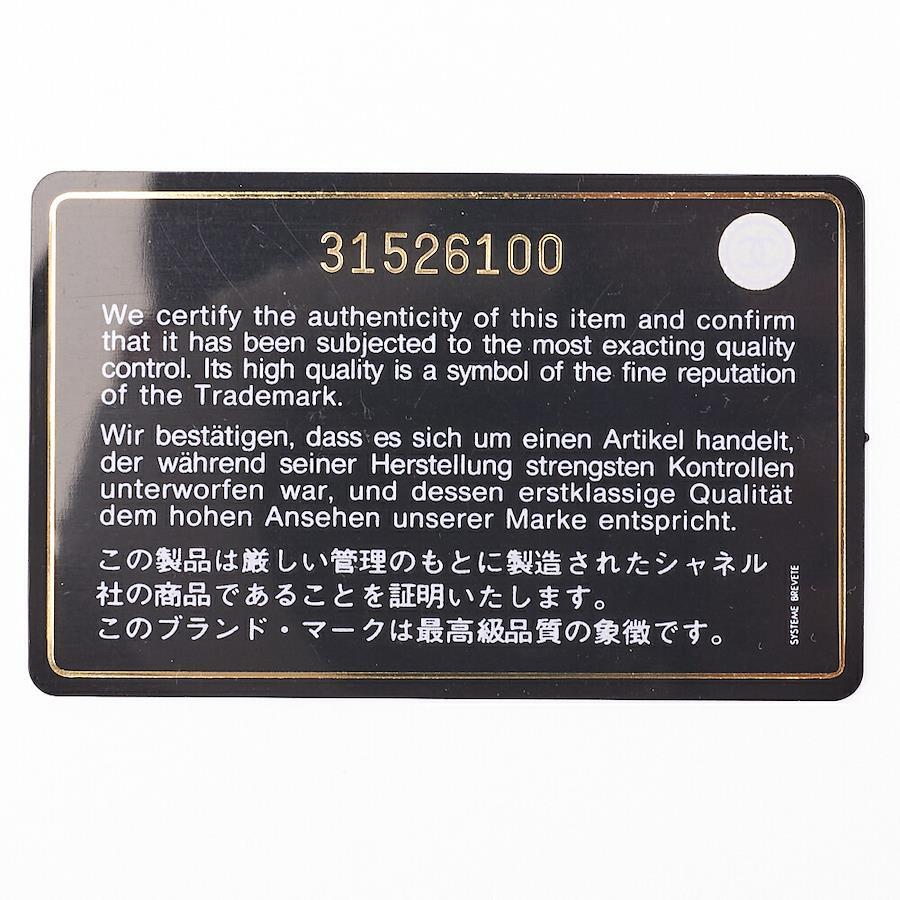 31526100
We certify the authenticity of this item and confirm
that it has been subjected to the most exacting quality
control. Its high quality is a symbol of the fine reputation
of the Trademark.
Wir bestätigen, dass es sich um einen Artikel handelt,
der während seiner Herstellung strengsten Kontrollen
unterworfen war, und dessen erstklassige Qualität
dem hohen Ansehen unserer Marke entspricht.
この製品は厳しい管理のもとに製造されたシャネル
社の商品であることを証明いたします。
このブランド・マークは最高級品質の象徴です。
SYSTEME BREVETE